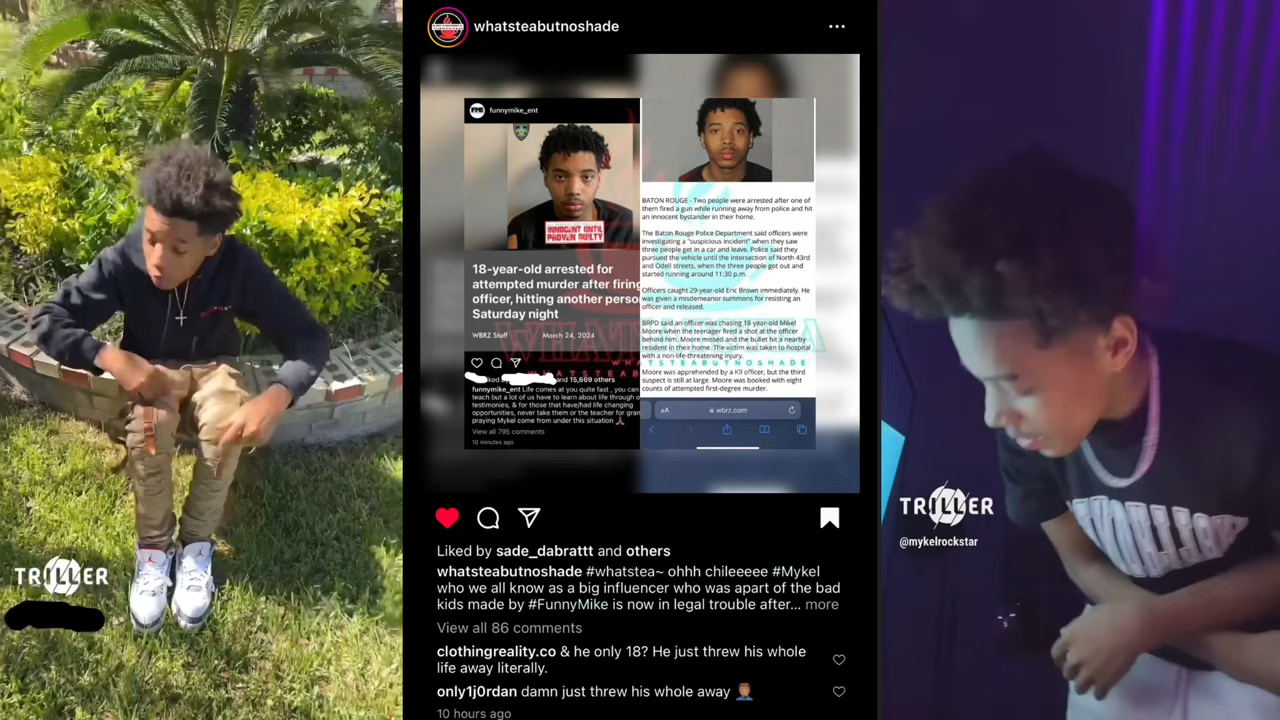 whatsteabutnoshade
funnymike_ent
INNOCENT UNTIL
PROVEN GUILTY
18-year-old arrested for
attempted murder after firing
officer, hitting another perso
Saturday night
WBRZ Staff March 24, 2024
and 15,669 others
funnymike_ent Life comes at you quite fast , you can
teach but a lot of us have to learn about life through o
testimonies, & for those that have/had life changing
opportunities, never take them or the teacher for gran
praying Mykel come from under this situation 🙏🏾
View all 795 comments
10 minutes ago
BATON ROUGE - Two people were arrested after one of
them fired a gun while running away from police and hit
an innocent bystander in their home.
The Baton Rouge Police Department said officers were
investigating a "suspicious incident" when they saw
three people get in a car and leave. Police said they
pursued the vehicle until the intersection of North 43rd
and Odell streets, when the three people got out and
started running around 11:30 p.m.
Officers caught 29-year-old Eric Brown immediately. He
was given a misdemeanor summons for resisting an
officer and released.
BRPD said an officer was chasing 18-year-old Mikel
Moore when the teenager fired a shot at the officer
behind him. Moore missed and the bullet hit a nearby
resident in their home. The victim was taken to hospital
with a non-life-threatening injury.
WHATSTEABUTNOSHADE
Moore was apprehended by a K9 officer, but the third
suspect is still at large. Moore was booked with eight
counts of attempted first-degree murder.
AA wbrz.com
Liked by sade_dabrattt and others
whatsteabutnoshade #whatstea~ ohhh chileeeee #Mykel
who we all know as a big influencer who was apart of the bad
kids made by #FunnyMike is now in legal trouble after... more
View all 86 comments
clothingreality.co & he only 18? He just threw his whole
life away literally.
only1j0rdan damn just threw his whole away 🤦🏽‍♂️
10 hours ago
TRILLER
TRILLER
@mykelrockstar